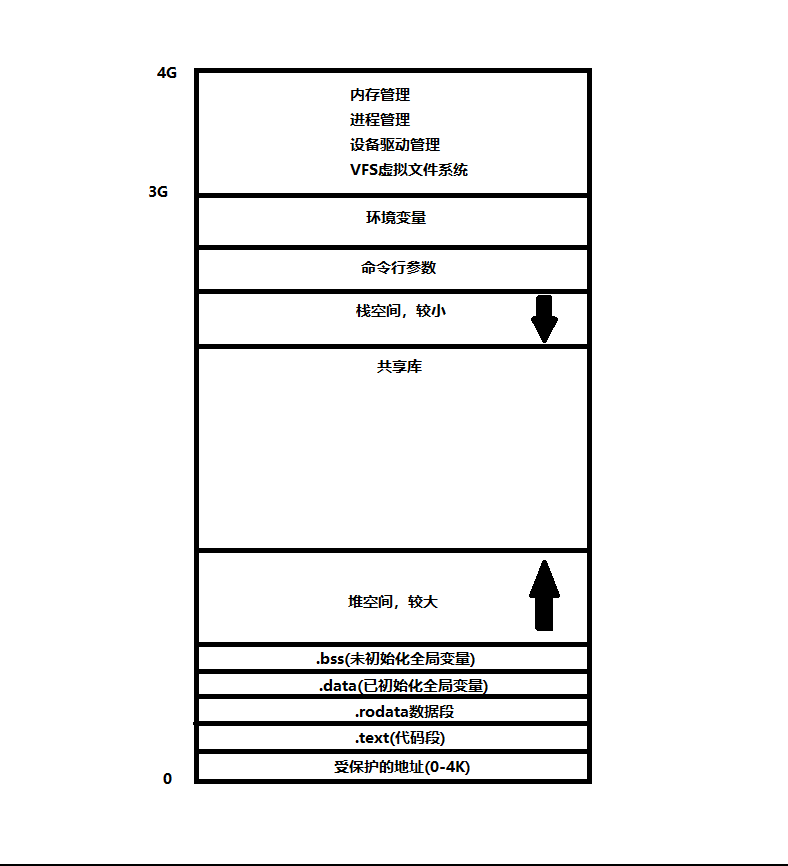 4G
内存管理
进程管理
设备驱动管理
VFS虚拟文件系统
3G
环境变量
命令行参数
栈空间，较小
共享库
堆空间，较大
.bss(未初始化全局变量)
.data(已初始化全局变量)
.rodata数据段
.text(代码段)
受保护的地址(0-4K)
0